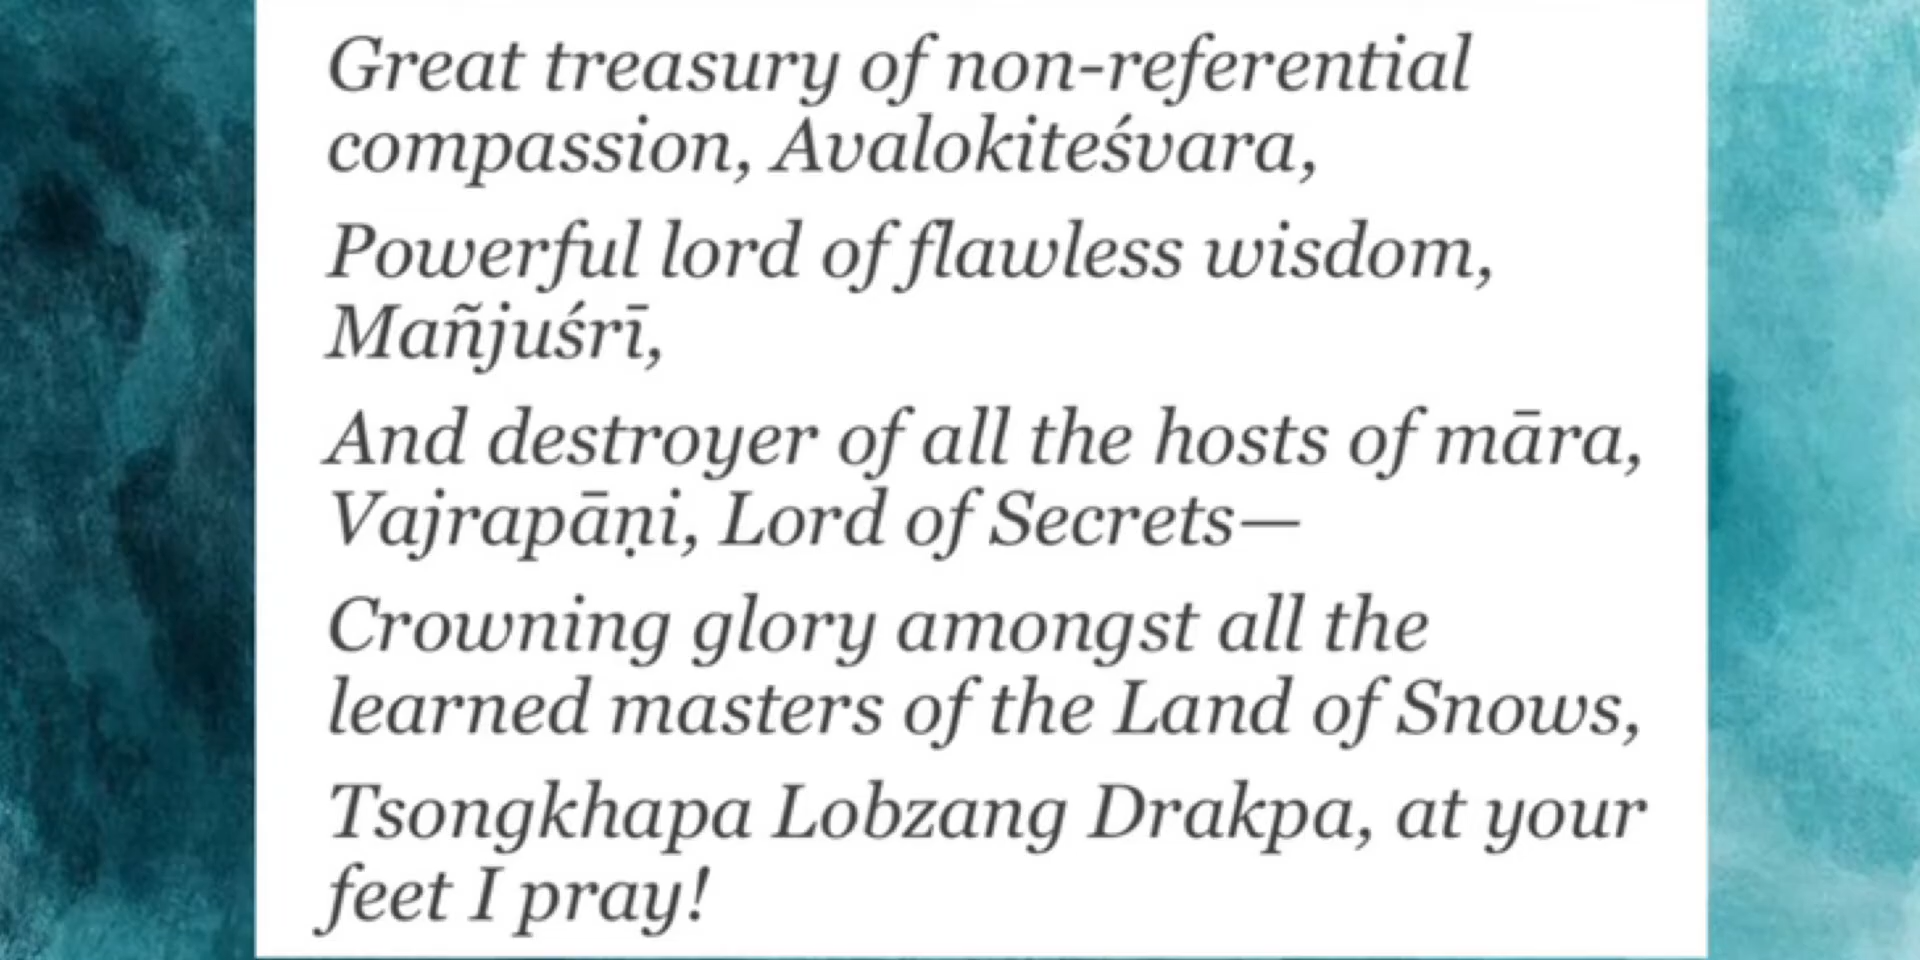 Great treasury of non-referential
compassion, Avalokiteśvara,
Powerful lord of flawless wisdom,
Mañjuśrī,
And destroyer of all the hosts of māra,
Vajrapāṇi, Lord of Secrets—
Crowning glory amongst all the
learned masters of the Land of Snows,
Tsongkhapa Lobzang Drakpa, at your
feet I pray!